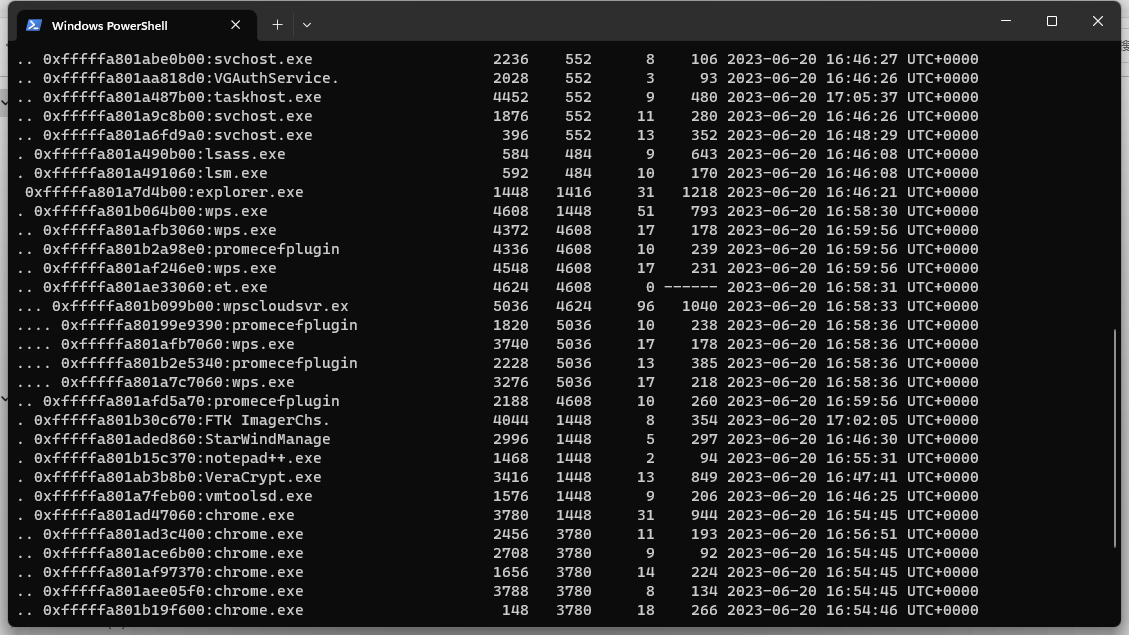 Windows PowerShell
.. 0xfffffa801abe0b00:svchost.exe 2236 552 8 106 2023-06-20 16:46:27 UTC+0000
.. 0xfffffa801aa818d0:VGAuthService. 2028 552 3 93 2023-06-20 16:46:26 UTC+0000
.. 0xfffffa801a487b00:taskhost.exe 4452 552 9 480 2023-06-20 17:05:37 UTC+0000
.. 0xfffffa801a9c8b00:svchost.exe 1876 552 11 280 2023-06-20 16:46:26 UTC+0000
.. 0xfffffa801a6fd9a0:svchost.exe 396 552 13 352 2023-06-20 16:48:29 UTC+0000
. 0xfffffa801a490b00:lsass.exe 584 484 9 643 2023-06-20 16:46:08 UTC+0000
. 0xfffffa801a491060:lsm.exe 592 484 10 170 2023-06-20 16:46:08 UTC+0000
0xfffffa801a7d4b00:explorer.exe 1448 1416 31 1218 2023-06-20 16:46:21 UTC+0000
. 0xfffffa801b064b00:wps.exe 4608 1448 51 793 2023-06-20 16:58:30 UTC+0000
.. 0xfffffa801afb3060:wps.exe 4372 4608 17 178 2023-06-20 16:59:56 UTC+0000
.. 0xfffffa801b2a98e0:promecefplugin 4336 4608 10 239 2023-06-20 16:59:56 UTC+0000
.. 0xfffffa801af246e0:wps.exe 4548 4608 17 231 2023-06-20 16:59:56 UTC+0000
.. 0xfffffa801ae33060:et.exe 4624 4608 0 ------ 2023-06-20 16:58:31 UTC+0000
... 0xfffffa801b099b00:wpscloudsvr.ex 5036 4624 96 1040 2023-06-20 16:58:33 UTC+0000
.... 0xfffffa80199e9390:promecefplugin 1820 5036 10 238 2023-06-20 16:58:36 UTC+0000
.... 0xfffffa801afb7060:wps.exe 3740 5036 17 178 2023-06-20 16:58:36 UTC+0000
.... 0xfffffa801b2e5340:promecefplugin 2228 5036 13 385 2023-06-20 16:58:36 UTC+0000
.... 0xfffffa801a7c7060:wps.exe 3276 5036 17 218 2023-06-20 16:58:36 UTC+0000
.. 0xfffffa801afd5a70:promecefplugin 2188 4608 10 260 2023-06-20 16:59:56 UTC+0000
. 0xfffffa801b30c670:FTK ImagerChs. 4044 1448 8 354 2023-06-20 17:02:05 UTC+0000
. 0xfffffa801aded860:StarWindManage 2996 1448 5 297 2023-06-20 16:46:30 UTC+0000
. 0xfffffa801b15c370:notepad++.exe 1468 1448 2 94 2023-06-20 16:55:31 UTC+0000
. 0xfffffa801ab3b8b0:VeraCrypt.exe 3416 1448 13 849 2023-06-20 16:47:41 UTC+0000
. 0xfffffa801a7feb00:vmtoolsd.exe 1576 1448 9 206 2023-06-20 16:46:25 UTC+0000
. 0xfffffa801ad47060:chrome.exe 3780 1448 31 944 2023-06-20 16:54:45 UTC+0000
.. 0xfffffa801ad3c400:chrome.exe 2456 3780 11 193 2023-06-20 16:56:51 UTC+0000
.. 0xfffffa801ace6b00:chrome.exe 2708 3780 9 92 2023-06-20 16:54:45 UTC+0000
.. 0xfffffa801af97370:chrome.exe 1656 3780 14 224 2023-06-20 16:54:45 UTC+0000
.. 0xfffffa801aee05f0:chrome.exe 3788 3780 8 134 2023-06-20 16:54:45 UTC+0000
.. 0xfffffa801b19f600:chrome.exe 148 3780 18 266 2023-06-20 16:54:46 UTC+0000